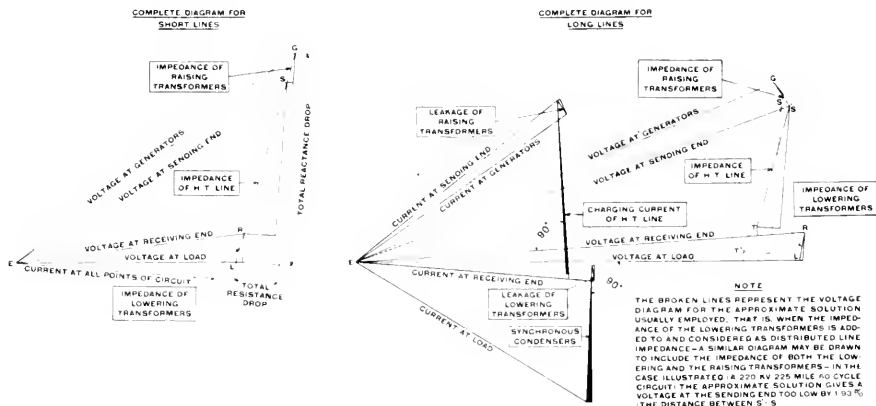 COMPLETE DIAGRAM FOR
SHORT LINES
G
IMPEDANCE OF
RAISING
TRANSFORMERS
S
VOLTAGE AT GENERATORS
VOLTAGE AT SENDING END
TOTAL REACTANCE DROP
IMPEDANCE
OF H T LINE
R
VOLTAGE AT RECEIVING END
E
VOLTAGE AT LOAD
L
CURRENT AT ALL POINTS OF CIRCUIT
IMPEDANCE OF
LOWERING
TRANSFORMERS
TOTAL
RESISTANCE
DROP
COMPLETE DIAGRAM FOR
LONG LINES
IMPEDANCE OF
RAISING
TRANSFORMERS
G
S' S
LEAKAGE OF
RAISING
TRANSFORMERS
VOLTAGE AT GENERATORS
VOLTAGE AT SENDING END
CURRENT AT SENDING END
CURRENT AT GENERATORS
IMPEDANCE
OF H T LINE
IMPEDANCE OF
LOWERING
TRANSFORMERS
CHARGING CURRENT
OF H T LINE
90°
T
R
VOLTAGE AT RECEIVING END
E
VOLTAGE AT LOAD
T'
L
CURRENT AT RECEIVING END
90°
LEAKAGE OF
LOWERING
TRANSFORMERS
CURRENT AT LOAD
SYNCHRONOUS
CONDENSERS
NOTE
THE BROKEN LINES REPRESENT THE VOLTAGE
DIAGRAM FOR THE APPROXIMATE SOLUTION
USUALLY EMPLOYED, THAT IS, WHEN THE IMPED-
ANCE OF THE LOWERING TRANSFORMERS IS ADD-
ED TO AND CONSIDERED AS DISTRIBUTED LINE
IMPEDANCE - A SIMILAR DIAGRAM MAY BE DRAWN
TO INCLUDE THE IMPEDANCE OF BOTH THE LOW-
ERING AND THE RAISING TRANSFORMERS - IN THE
CASE ILLUSTRATED (A 220 KV 225 MILE 60 CYCLE
CIRCUIT) THE APPROXIMATE SOLUTION GIVES A
VOLTAGE AT THE SENDING END TOO LOW BY 1.93%
(THE DISTANCE BETWEEN S'-S